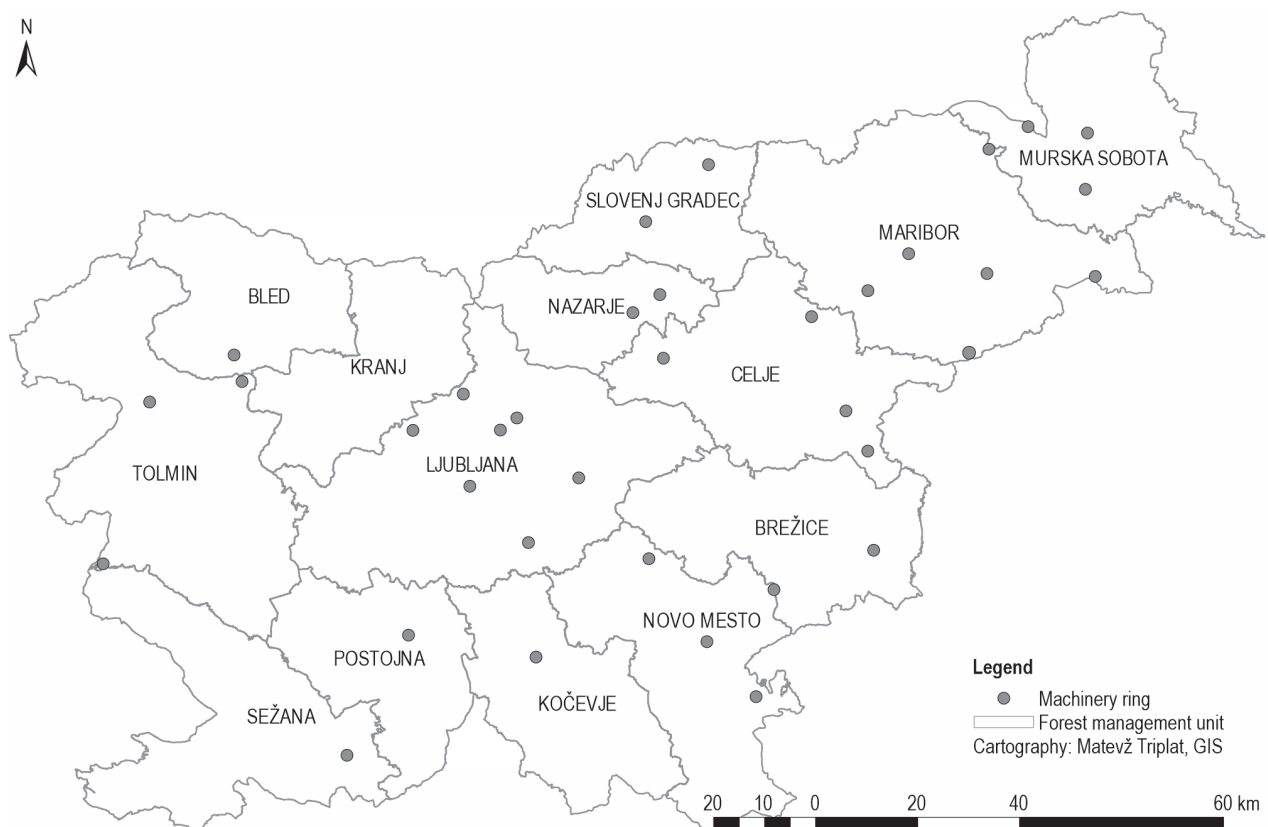 N
MURSKA SOBOTA
SLOVENJ GRADEC
MARIBOR
BLED
NAZARJE
KRANJ
CELJE
TOLMIN
LJUBLJANA
BREŽICE
NOVO MESTO
POSTOJNA
KOČEVJE
SEŽANA
Legend
Machinery ring
Forest management unit
Cartography: Matevž Triplat, GIS
20 10 0 20 40 60 km